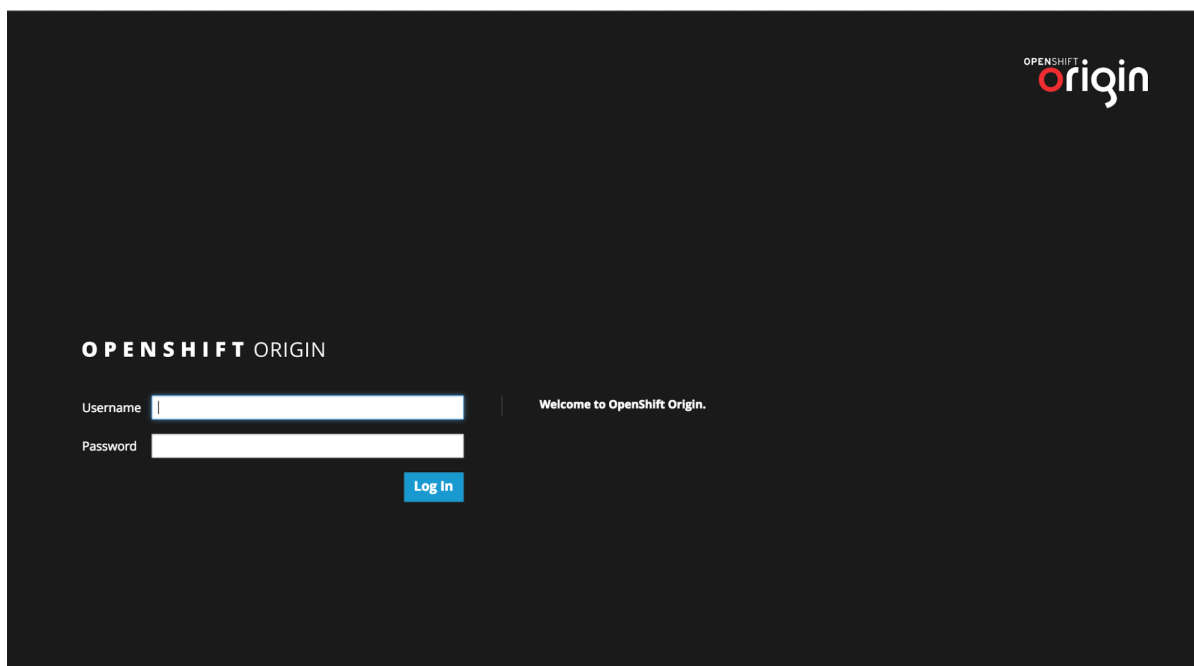 OPENSHIFT
origin
OPENSHIFT ORIGIN
Username
Welcome to OpenShift Origin.
Password
Log In